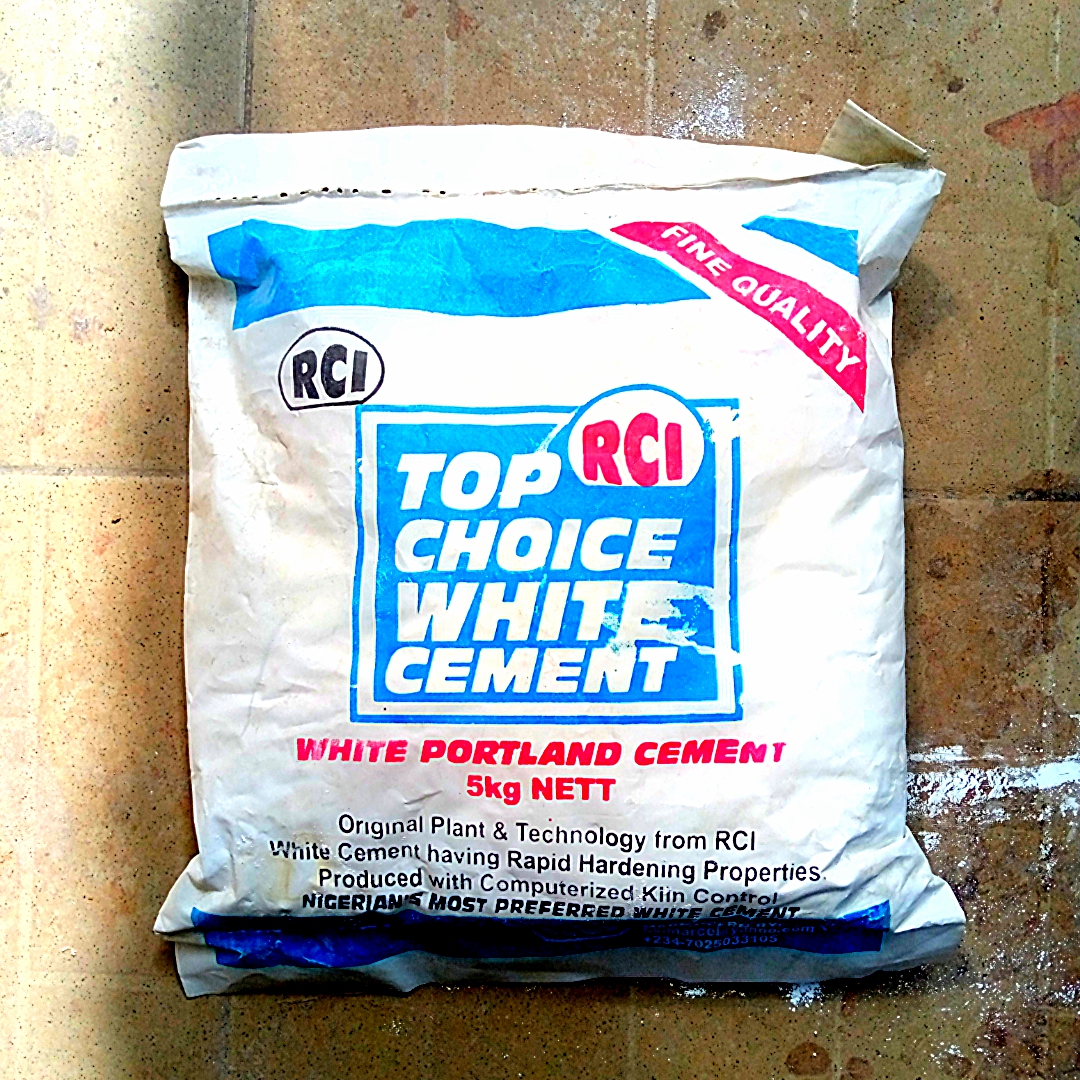 FINE QUALITY
RCI
RCI
TOP
CHOICE
WHITE
CEMENT
WHITE PORTLAND CEMENT
5kg NETT
Original Plant & Technology from RCI
White Cement having Rapid Hardening Properties
Produced with Computerized Kiln Control
NIGERIAN'S MOST PREFERRED WHITE CEMENT
+234-7025033105